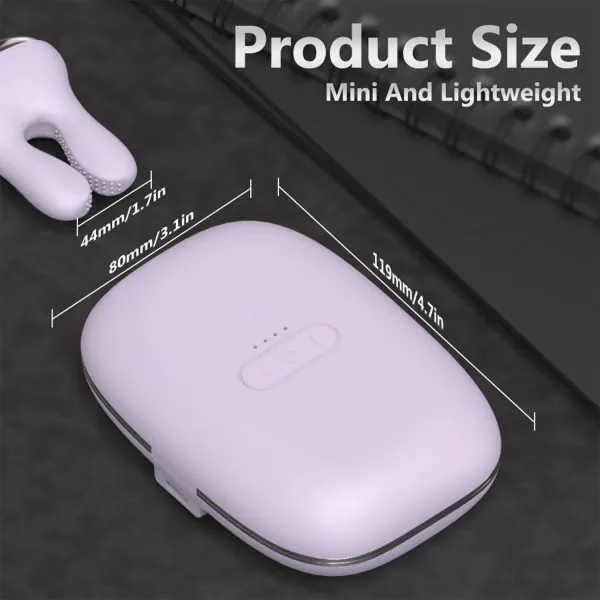 Product Size
Mini And Lightweight
44mm/1.7in
80mm/3.1in
119mm/4.7in